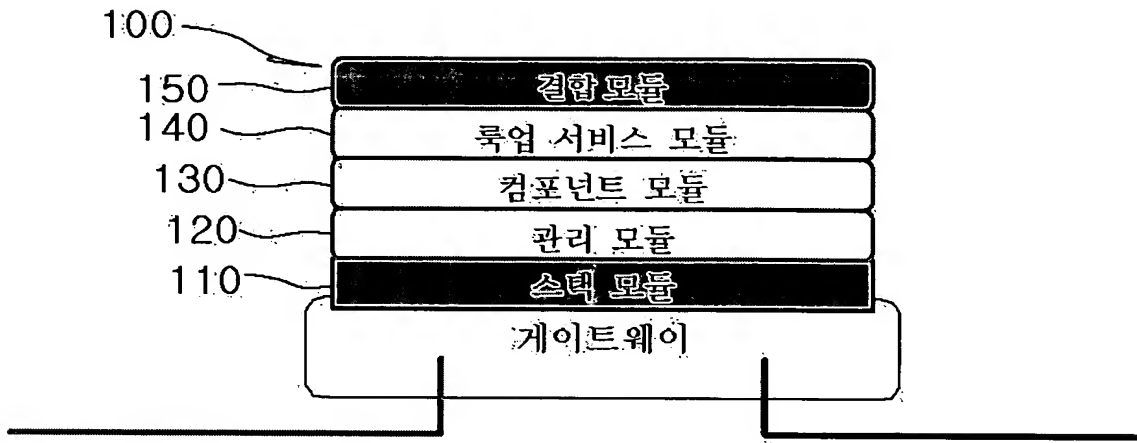 100
150 결합 모듈
140 룩업 서비스 모듈
130 컴포넌트 모듈
120 관리 모듈
110 스택 모듈
게이트웨이